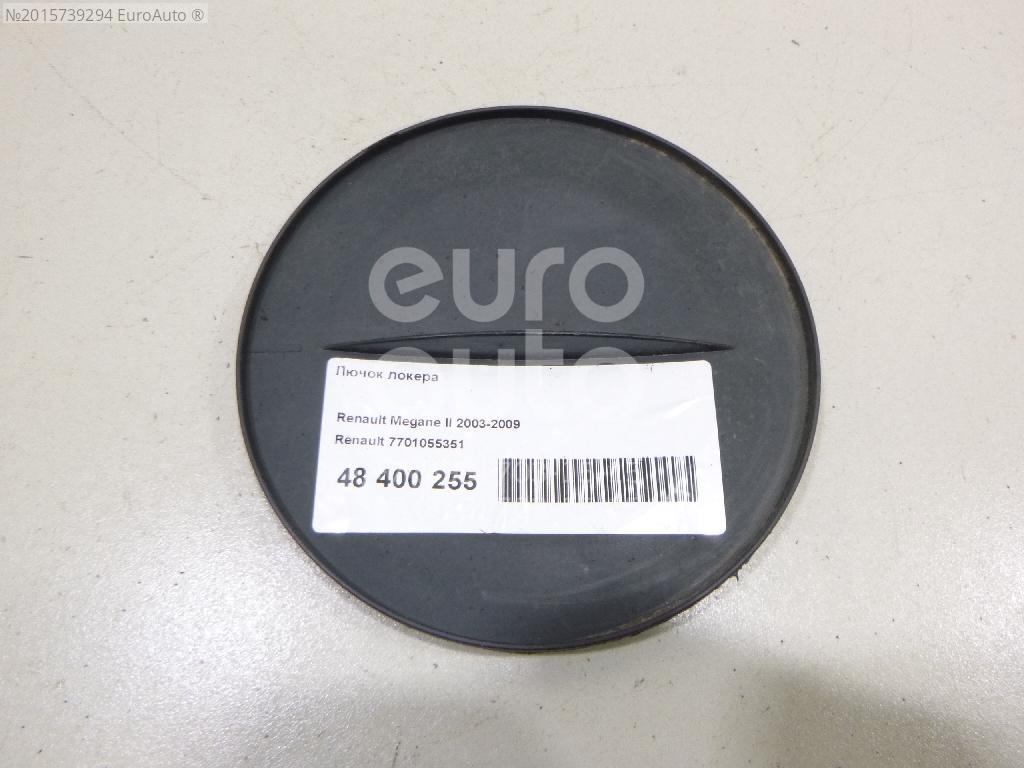 №2015739294 EuroAuto ®
euro
auto
Лючок локера
Renault Megane II 2003-2009
Renault 7701055351
48 400 255